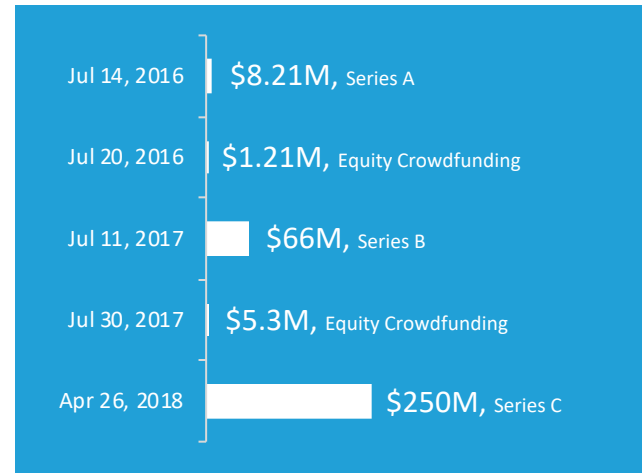 Jul 14, 2016 $8.21M, Series A
Jul 20, 2016 $1.21M, Equity Crowdfunding
Jul 11, 2017 $66M, Series B
Jul 30, 2017 $5.3M, Equity Crowdfunding
Apr 26, 2018 $250M, Series C